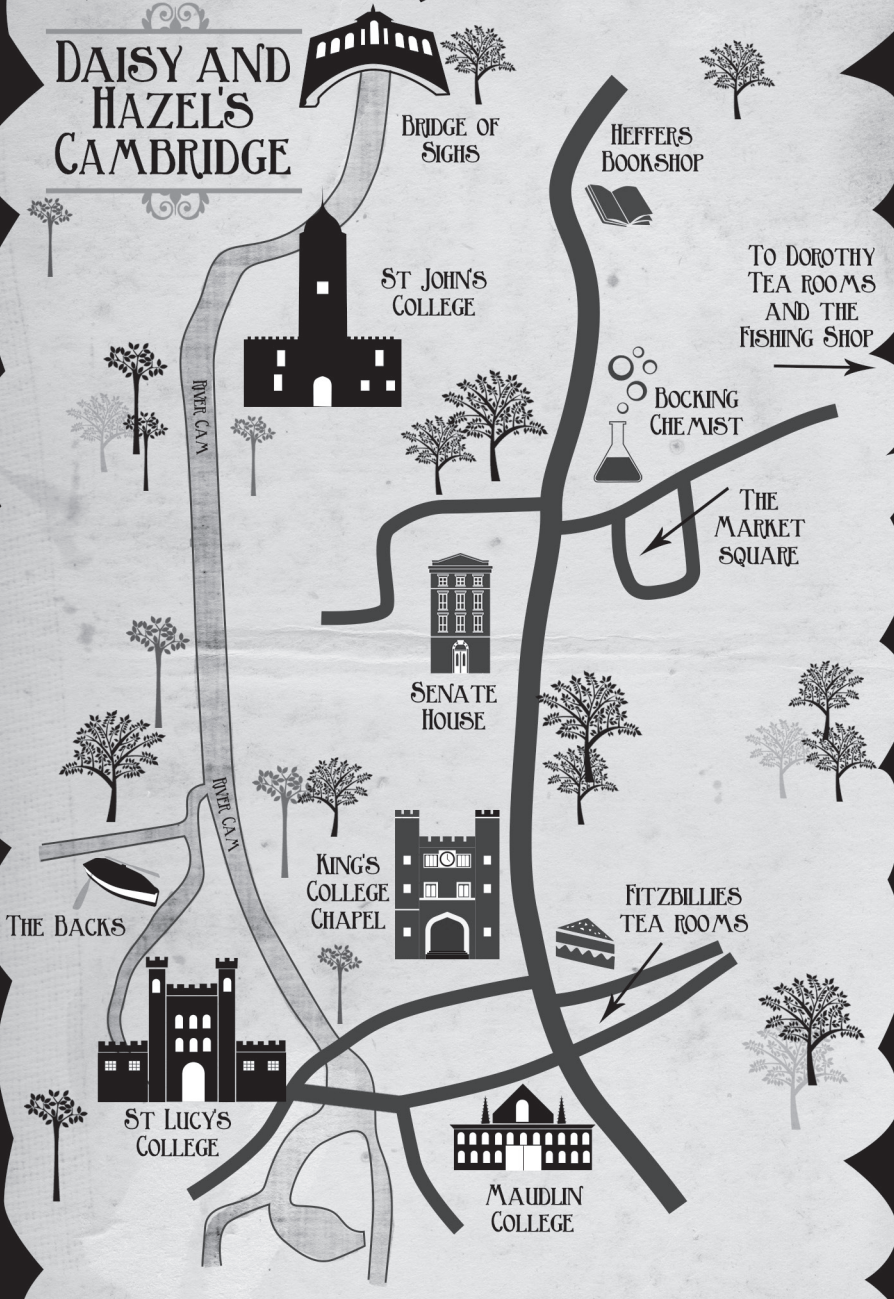 DAISY AND
HAZEL'S
CAMBRIDGE
BRIDGE OF
SIGHS
HEFFERS
BOOKSHOP
ST JOHN'S
COLLEGE
TO DOROTHY
TEA ROOMS
AND THE
FISHING SHOP
RIVER CAM
BOCKING
CHEMIST
THE
MARKET
SQUARE
SENATE
HOUSE
RIVER CAM
KING'S
COLLEGE
CHAPEL
FITZBILLIES
TEA ROOMS
THE BACKS
ST LUCY'S
COLLEGE
MAUDLIN
COLLEGE